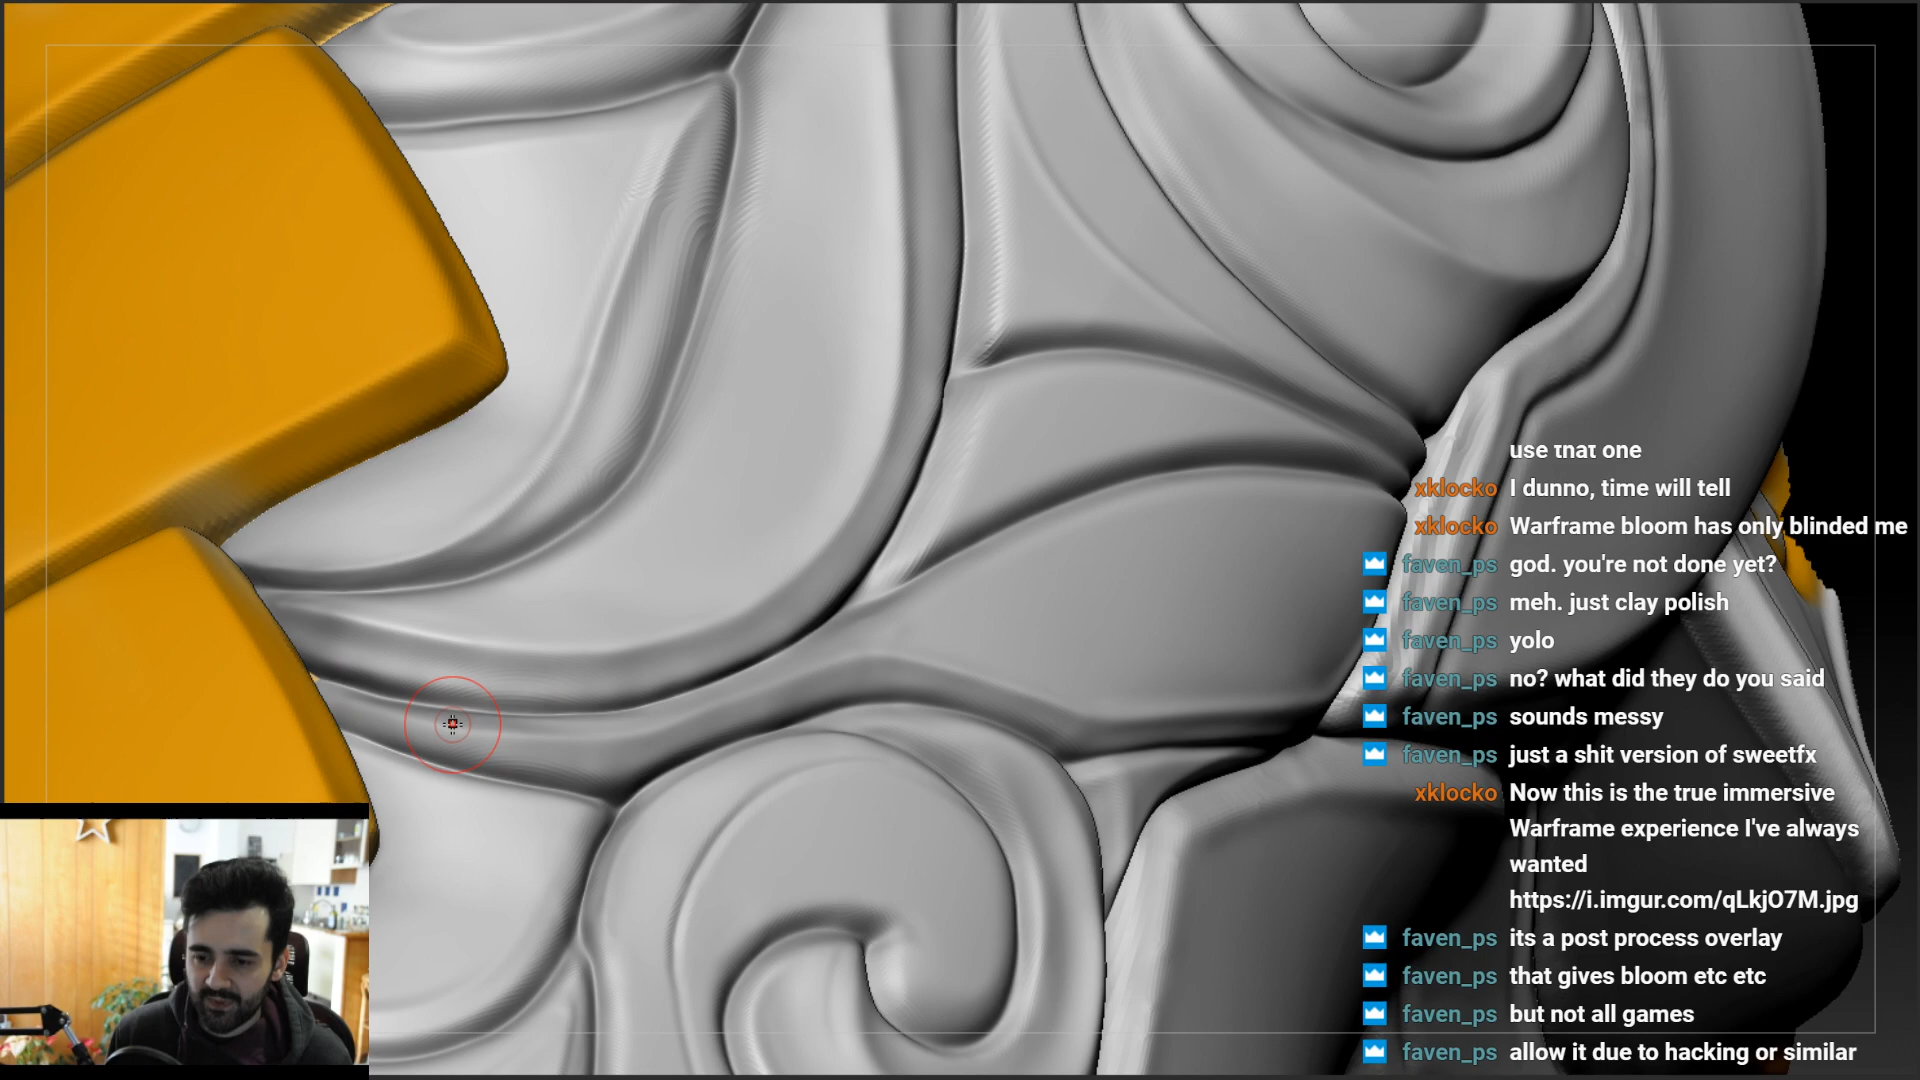 use that one
xklocko I dunno, time will tell
xklocko Warframe bloom has only blinded me
faven_ps god. you're not done yet?
faven_ps meh. just clay polish
faven_ps yolo
faven_ps no? what did they do you said
faven_ps sounds messy
faven_ps just a shit version of sweetfx
xklocko Now this is the true immersive
Warframe experience I've always
wanted
https://i.imgur.com/qLkjO7M.jpg
faven_ps its a post process overlay
faven_ps that gives bloom etc etc
faven_ps but not all games
faven_ps allow it due to hacking or similar